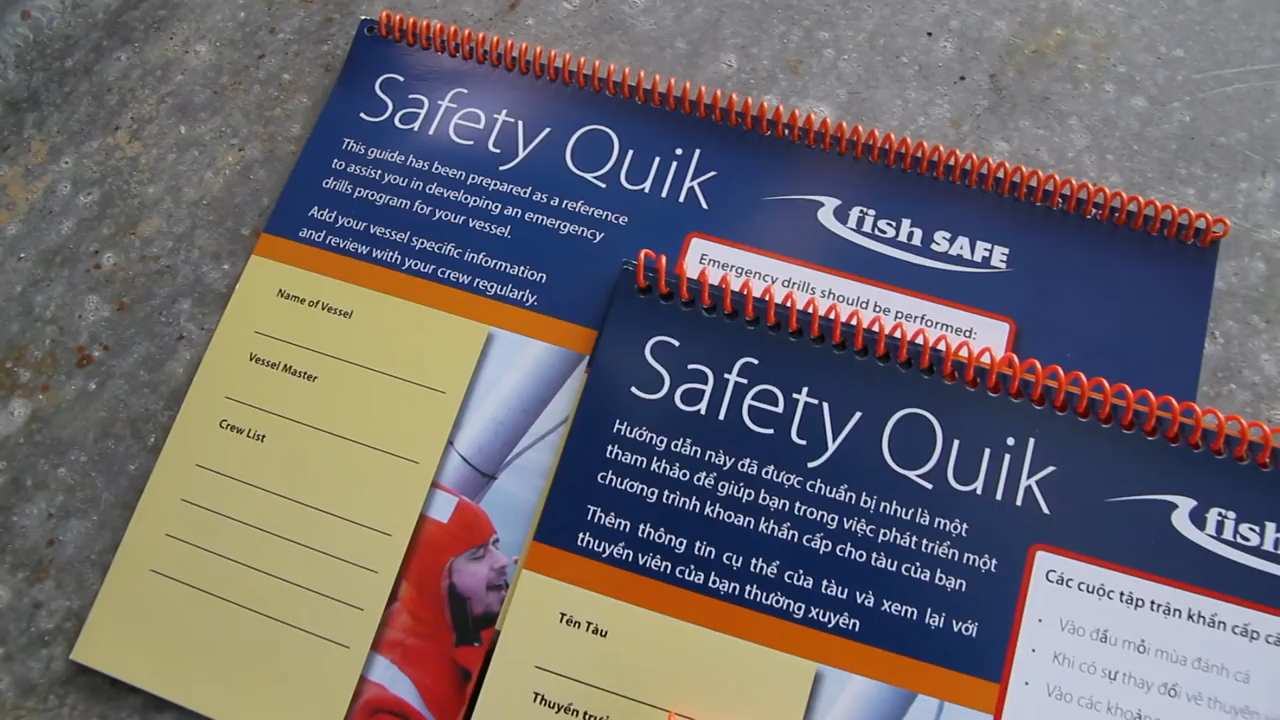 Safety Quik
This guide has been prepared as a reference
to assist you in developing an emergency
drills program for your vessel.
Add your vessel specific information
and review with your crew regularly.
fish SAFE
Emergency drills should be performed:
Name of Vessel
Vessel Master
Crew List
Safety Quik
Hướng dẫn này đã được chuẩn bị như là một
tham khảo để giúp bạn trong việc phát triển một
chương trình khoan khẩn cấp cho tàu của bạn
Thêm thông tin cụ thể của tàu và xem lại với
thuyền viên của bạn thường xuyên
fish
Các cuộc tập trận khẩn cấp
Vào đầu mỗi mùa đánh cá
Khi có sự thay đổi về thuyền
Vào các
Tên Tàu
Thuyền